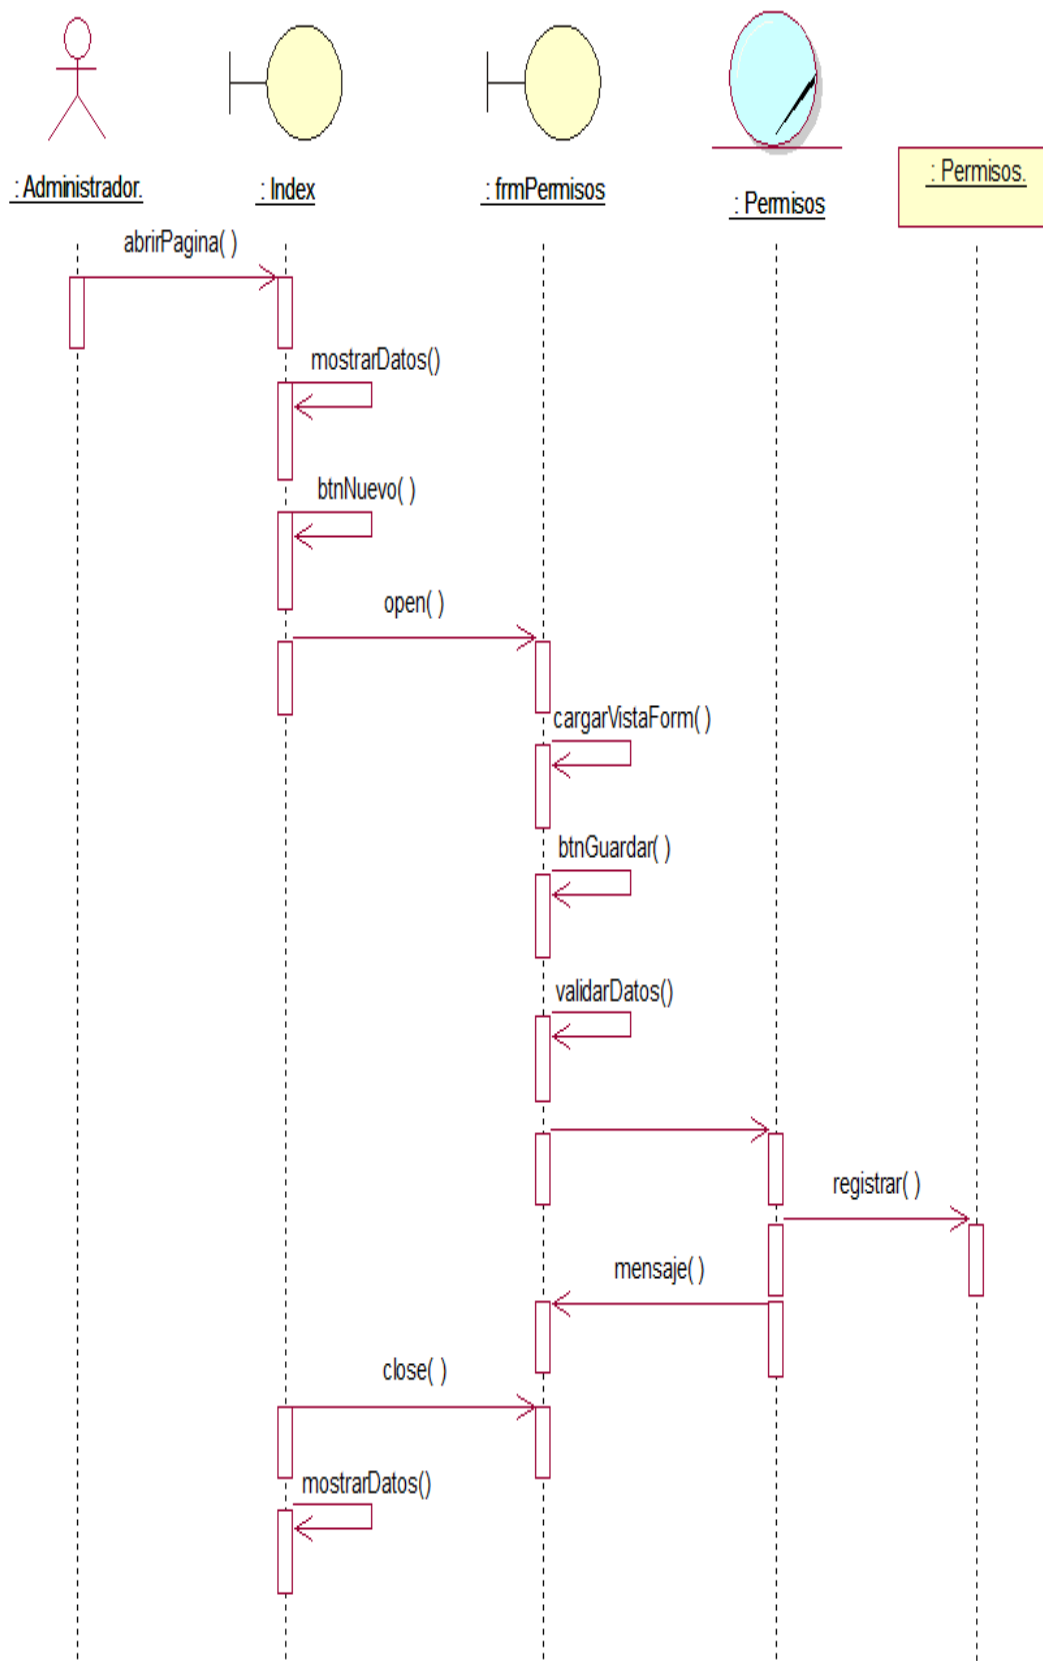 : Administrador.
: Index
: frmPermisos
: Permisos
: Permisos.
abrirPagina( )
mostrarDatos()
btnNuevo( )
open( )
cargarVistaForm( )
btnGuardar( )
validarDatos()
registrar( )
mensaje( )
close( )
mostrarDatos()